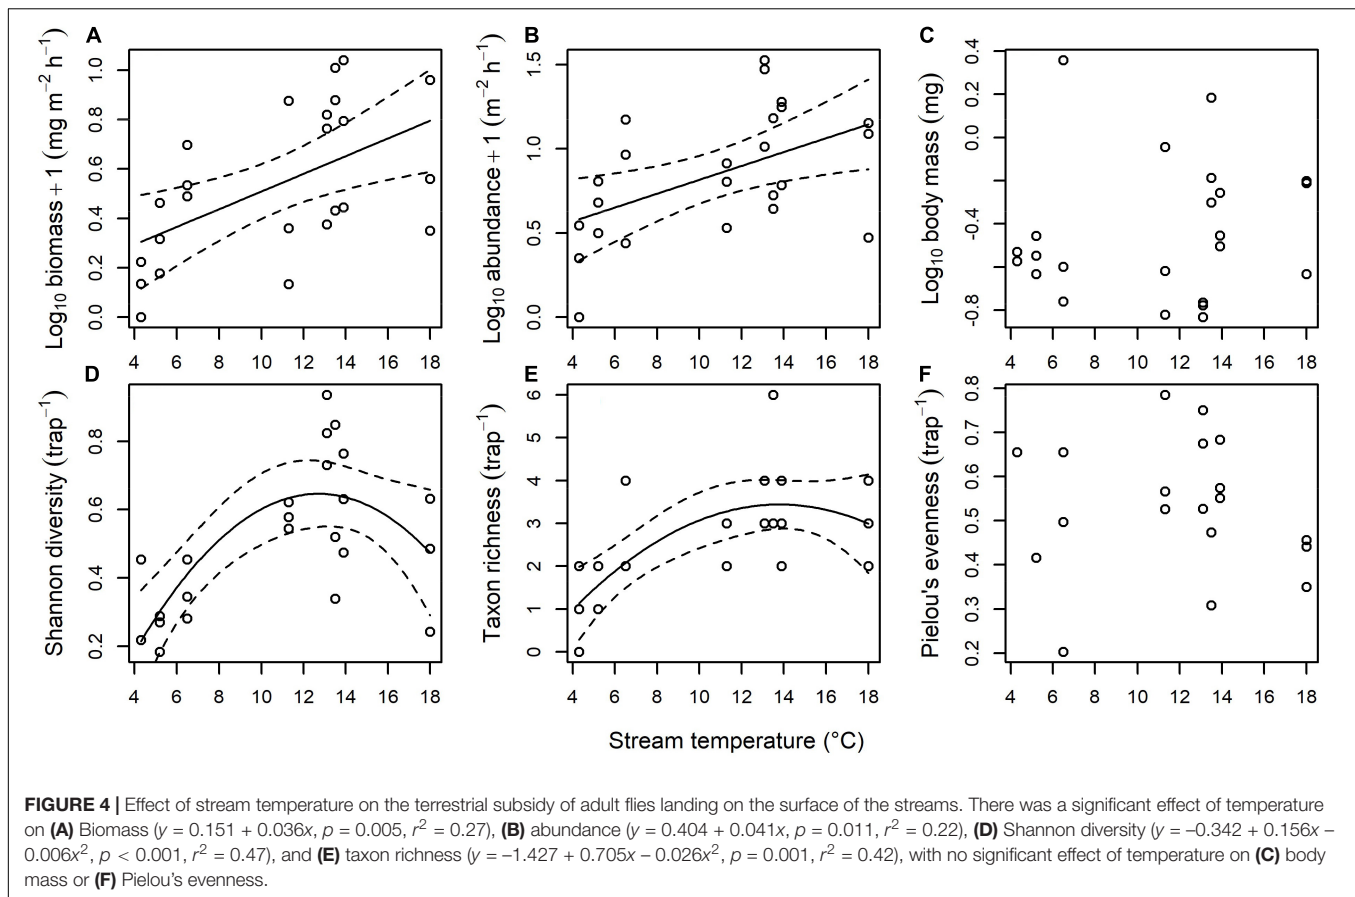 A
B
C
Log10 biomass + 1 (mg m−2 h−1)
0.0 0.2 0.4 0.6 0.8 1.0
4 6 8 10 12 14 16 18
Log10 abundance + 1 (m−2 h−1)
0.0 0.5 1.0 1.5
4 6 8 10 12 14 16 18
Log10 body mass (mg)
-0.8 -0.4 0.0 0.2 0.4
4 6 8 10 12 14 16 18
D
E
F
Shannon diversity (trap−1)
0.2 0.4 0.6 0.8
4 6 8 10 12 14 16 18
Taxon richness (trap−1)
0 1 2 3 4 5 6
4 6 8 10 12 14 16 18
Pielou's evenness (trap−1)
0.2 0.3 0.4 0.5 0.6 0.7 0.8
4 6 8 10 12 14 16 18
Stream temperature (°C)
FIGURE 4 | Effect of stream temperature on the terrestrial subsidy of adult flies landing on the surface of the streams. There was a significant effect of temperature
on (A) Biomass (y = 0.151 + 0.036x, p = 0.005, r2 = 0.27), (B) abundance (y = 0.404 + 0.041x, p = 0.011, r2 = 0.22), (D) Shannon diversity (y = –0.342 + 0.156x –
0.006x2, p < 0.001, r2 = 0.47), and (E) taxon richness (y = –1.427 + 0.705x – 0.026x2, p = 0.001, r2 = 0.42), with no significant effect of temperature on (C) body
mass or (F) Pielou's evenness.